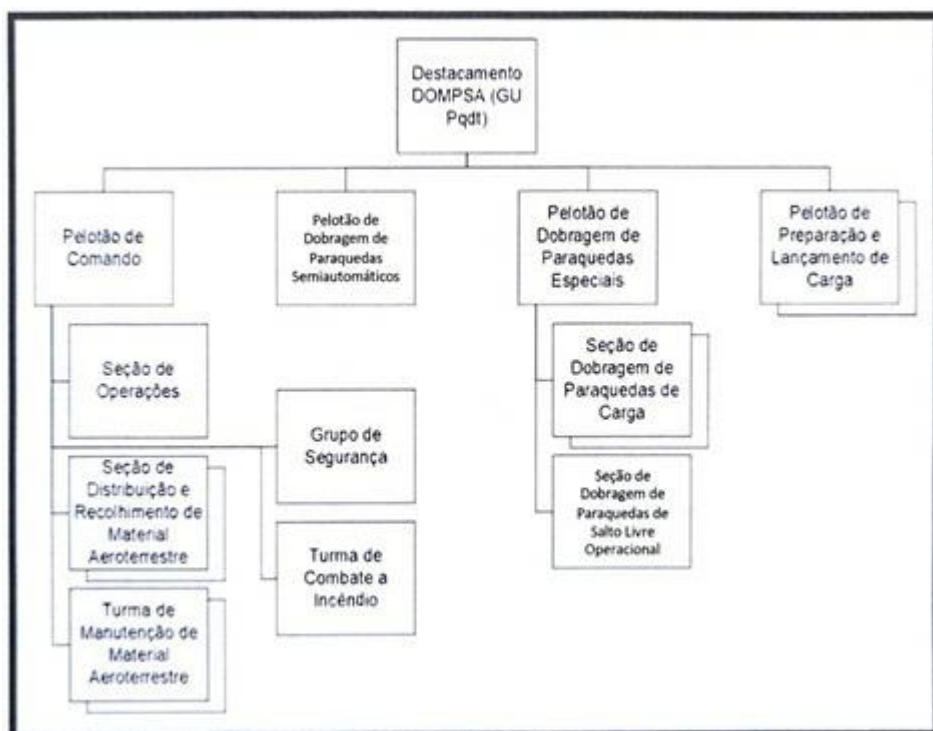 Destacamento
DOMPSA (GU
Pqdt)
Pelotão de
Comando
Pelotão de
Dobragem de
Paraquedas
Semiautomáticos
Pelotão de
Dobragem de
Paraquedas
Especiais
Pelotão de
Preparação e
Lançamento de
Carga
Seção de
Operações
Seção de
Distribuição e
Recolhimento de
Material
Aeroterrestre
Turma de
Manutenção de
Material
Aeroterrestre
Grupo de
Segurança
Turma de
Combate a
Incêndio
Seção de
Dobragem de
Paraquedas de
Carga
Seção de
Dobragem de
Paraquedas de
Salto Livre
Operacional